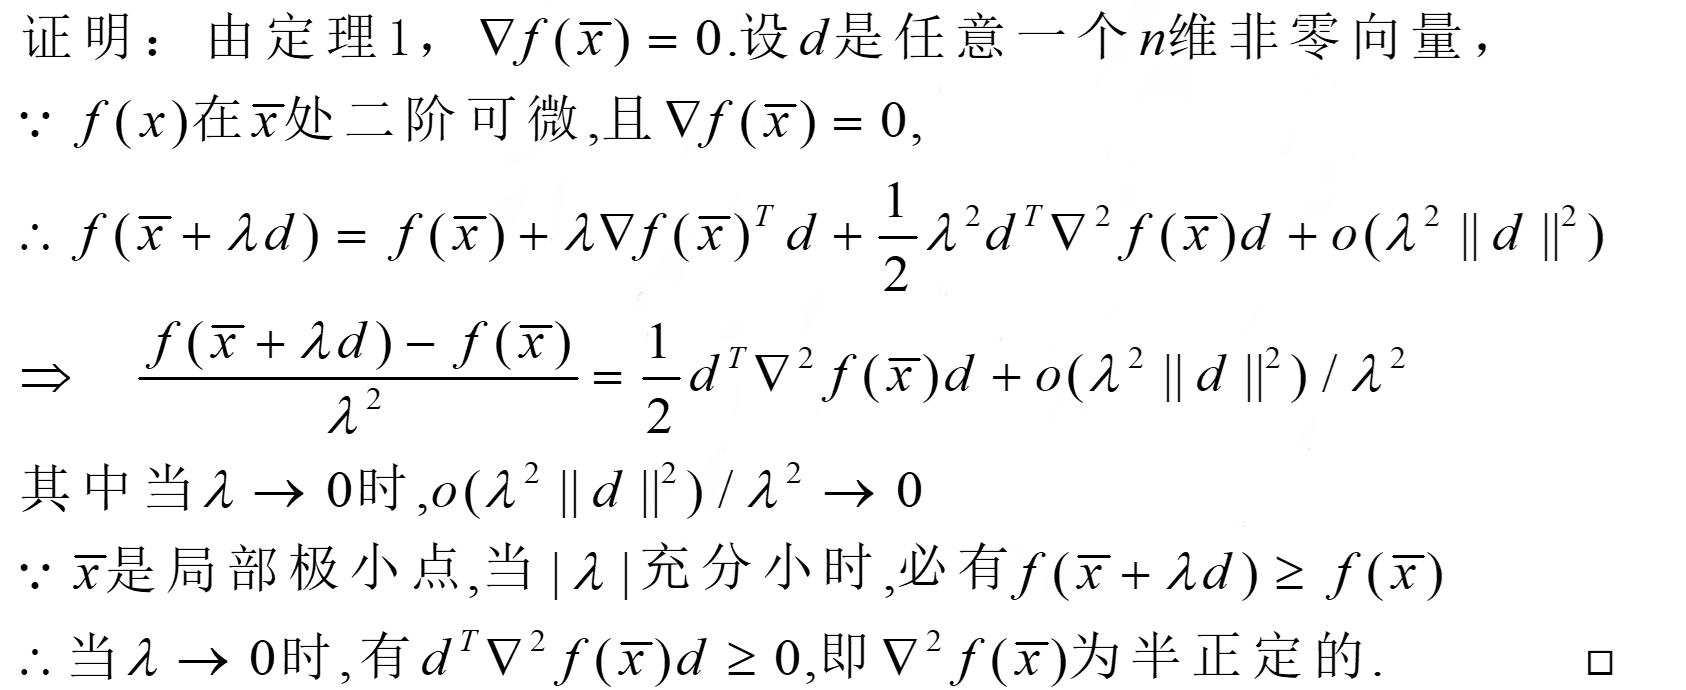 证明：由定理1，∇f(x̄) = 0.设d是任意一个n维非零向量，
∵ f(x)在x̄处二阶可微,且∇f(x̄) = 0,
∴ f(x̄ + λd) = f(x̄) + λ∇f(x̄)ᵀd + 1/2 λ²dᵀ∇²f(x̄)d + o(λ² || d ||²)
⇒ (f(x̄ + λd) − f(x̄))/λ² = 1/2 dᵀ∇²f(x̄)d + o(λ² || d ||²) / λ²
其中当λ → 0时,o(λ² || d ||²) / λ² → 0
∵ x̄是局部极小点,当 | λ | 充分小时,必有f(x̄ + λd) ≥ f(x̄)
∴ 当λ → 0时,有dᵀ∇²f(x̄)d ≥ 0,即∇²f(x̄)为半正定的. □